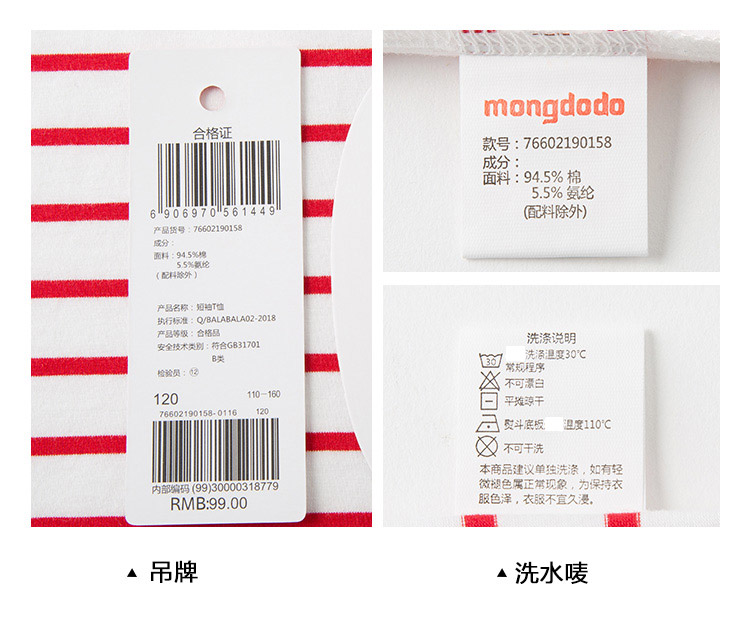 合格证
6 906970 561449
产品货号：76602190158
成分：
面料：94.5%棉
5.5%氨纶
(配料除外)
产品名称：短袖T恤
执行标准：Q/BALABALA02-2018
产品等级：合格品
安全技术类别：符合GB31701
B类
检验员：⑫
120 110-160
76602190158-0116 120
内部编码 (99)30000318779
RMB:99.00
▲ 吊牌
mongdodo
款号：76602190158
成分：
面料：94.5% 棉
5.5% 氨纶
(配料除外)
洗涤说明
30 洗涤温度30℃
常规程序
不可漂白
平摊晾干
熨斗底板 温度110℃
不可干洗
本商品建议单独洗涤，如有轻
微褪色属正常现象，为保持衣
服色泽，衣服不宜久浸。
▲ 洗水唛